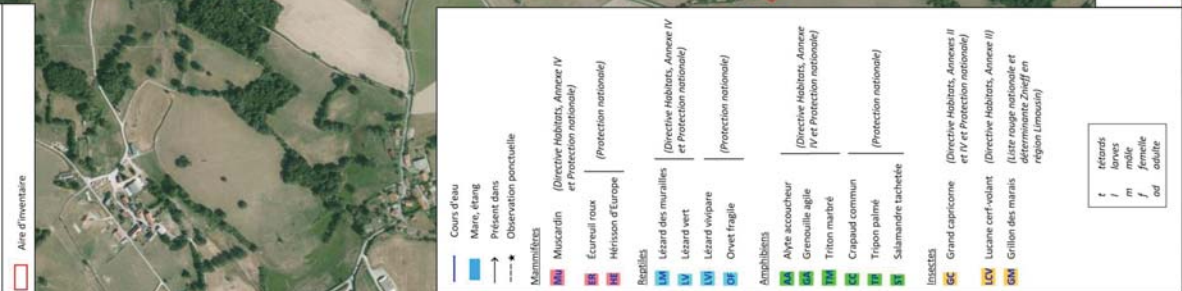 Aire d'inventaire
Cours d'eau
Mare, étang
Présent dans
Observation ponctuelle
Mammifères
Mu Muscardin (Directive Habitats, Annexe IV
et Protection nationale)
ER Écureuil roux
HE Hérisson d'Europe (Protection nationale)
Reptiles
LM Lézard des murailles (Directive Habitats, Annexe IV
LV Lézard vert et Protection nationale)
LVi Lézard vivipare
OF Orvet fragile (Protection nationale)
Amphibiens
AA Alyte accoucheur (Directive Habitats, Annexe
GA Grenouille agile IV et Protection nationale)
TM Triton marbré
CC Crapaud commun
TP Tripon palmé (Protection nationale)
ST Salamandre tachetée
Insectes
GC Grand capricorne (Directive Habitats, Annexes II
et IV et Protection nationale)
LCV Lucane cerf-volant (Directive Habitats, Annexe II)
GM Grillon des marais (Liste rouge nationale et
déterminante Znieff en
région Limousin)
t têtards
l larves
m mâle
f femelle
ad adulte